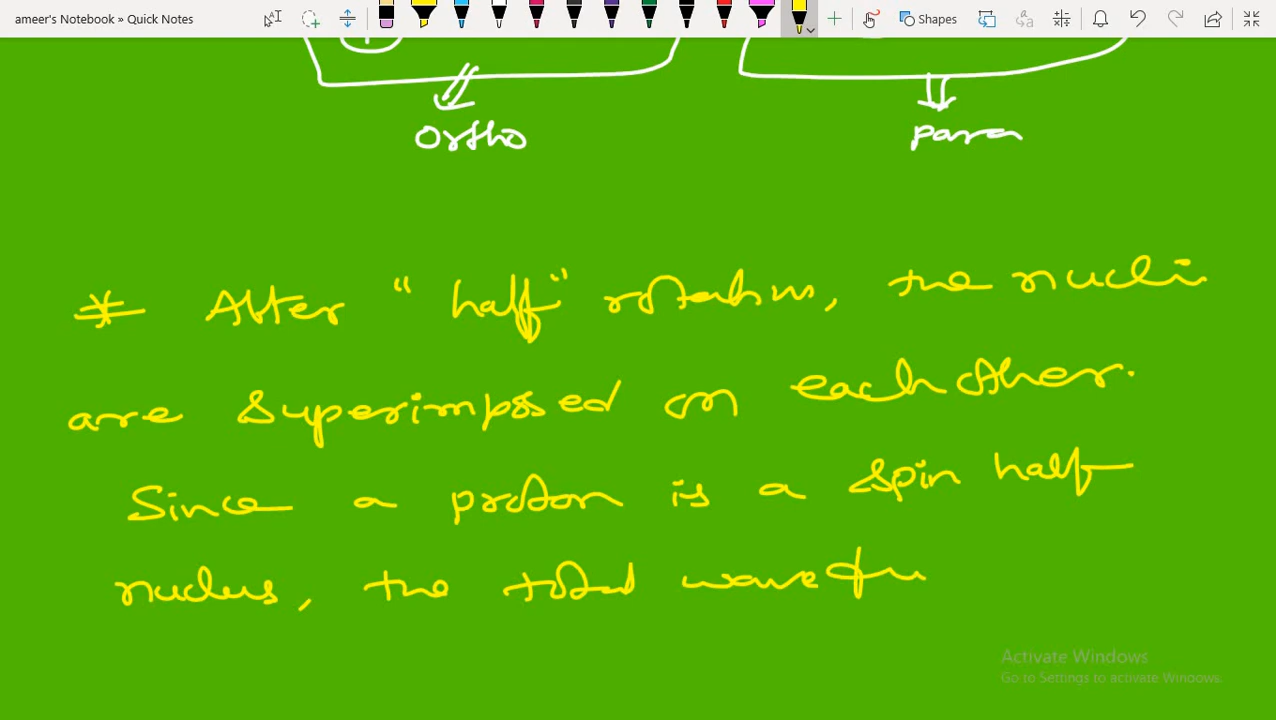 ameer's Notebook » Quick Notes
Shapes
Ortho
para
* After "half" rotation, the nuclei
are superimposed on each other.
Since a proton is a spin half
nucleus, the total wavefu
Activate Windows
Go to Settings to activate Windows.